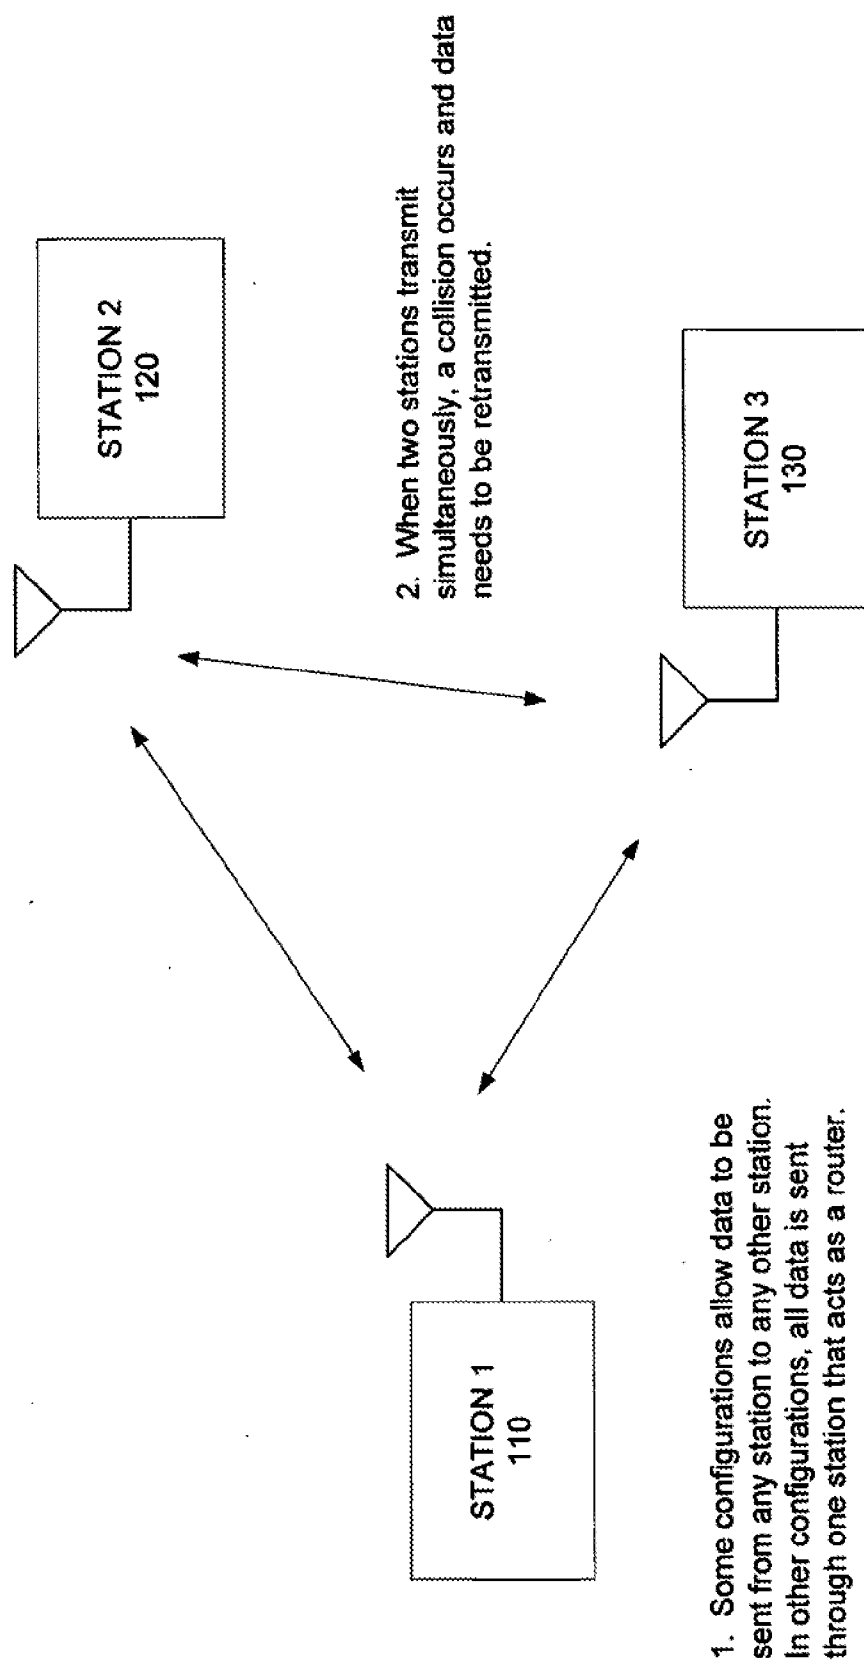 STATION 2
120
2. When two stations transmit
simultaneously, a collision occurs and data
needs to be retransmitted.
STATION 1
110
STATION 3
130
1. Some configurations allow data to be
sent from any station to any other station.
In other configurations, all data is sent
through one station that acts as a router.